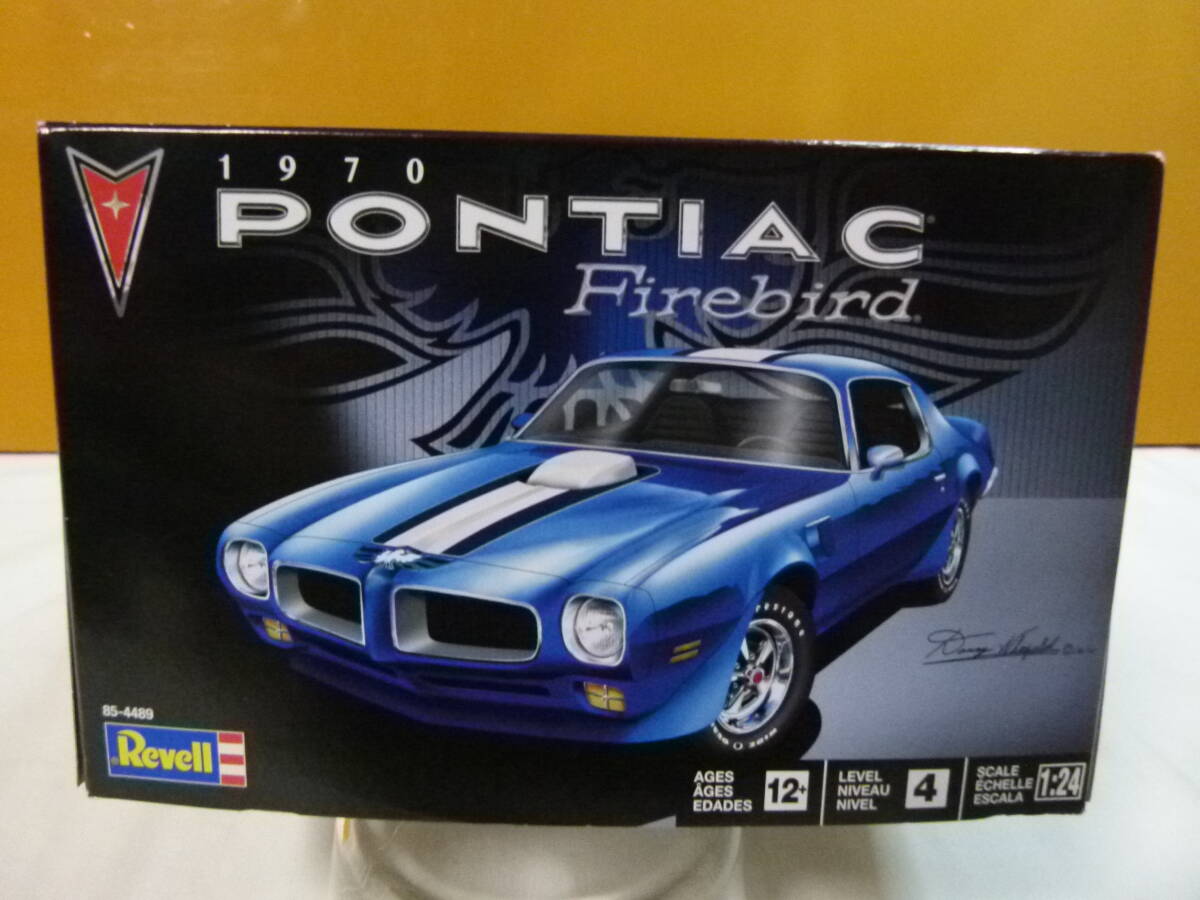 1970
PONTIAC
Firebird
85-4489
Revell
AGES
ÂGES
EDADES
12+
LEVEL
NIVEAU
NIVEL
4
SCALE
ÉCHELLE
ESCALA
1:24
WIDE O